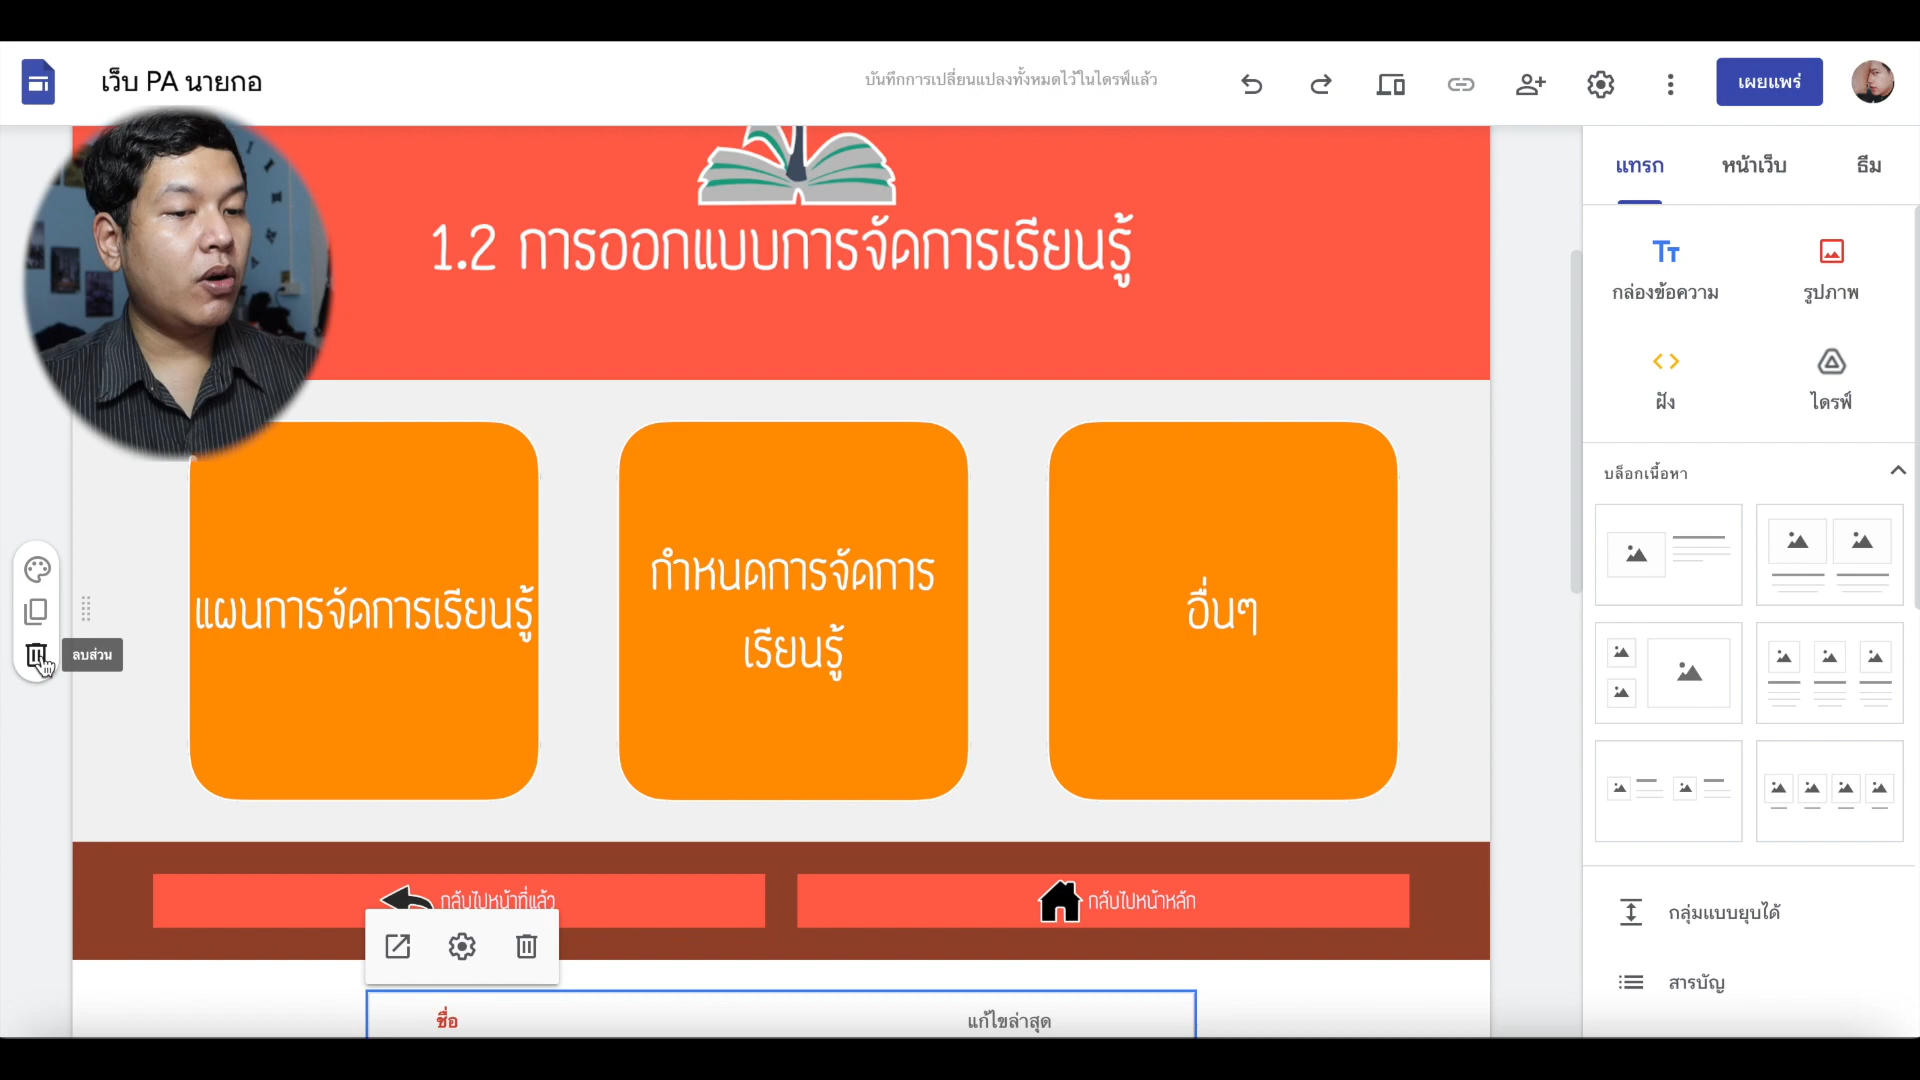 เว็บ PA นายกอ
บันทึกการเปลี่ยนแปลงทั้งหมดไว้ในไดรฟ์แล้ว
เผยแพร่
แทรก
หน้าเว็บ
ธีม
1.2 การออกแบบการจัดการเรียนรู้
กล่องข้อความ
รูปภาพ
ฝัง
ไดรฟ์
บล็อกเนื้อหา
แผนการจัดการเรียนรู้
กำหนดการจัดการ
เรียนรู้
อื่นๆ
ลบส่วน
กลับไปหน้าที่แล้ว
กลับไปหน้าหลัก
กลุ่มแบบยุบได้
สารบัญ
ชื่อ
แก้ไขล่าสุด